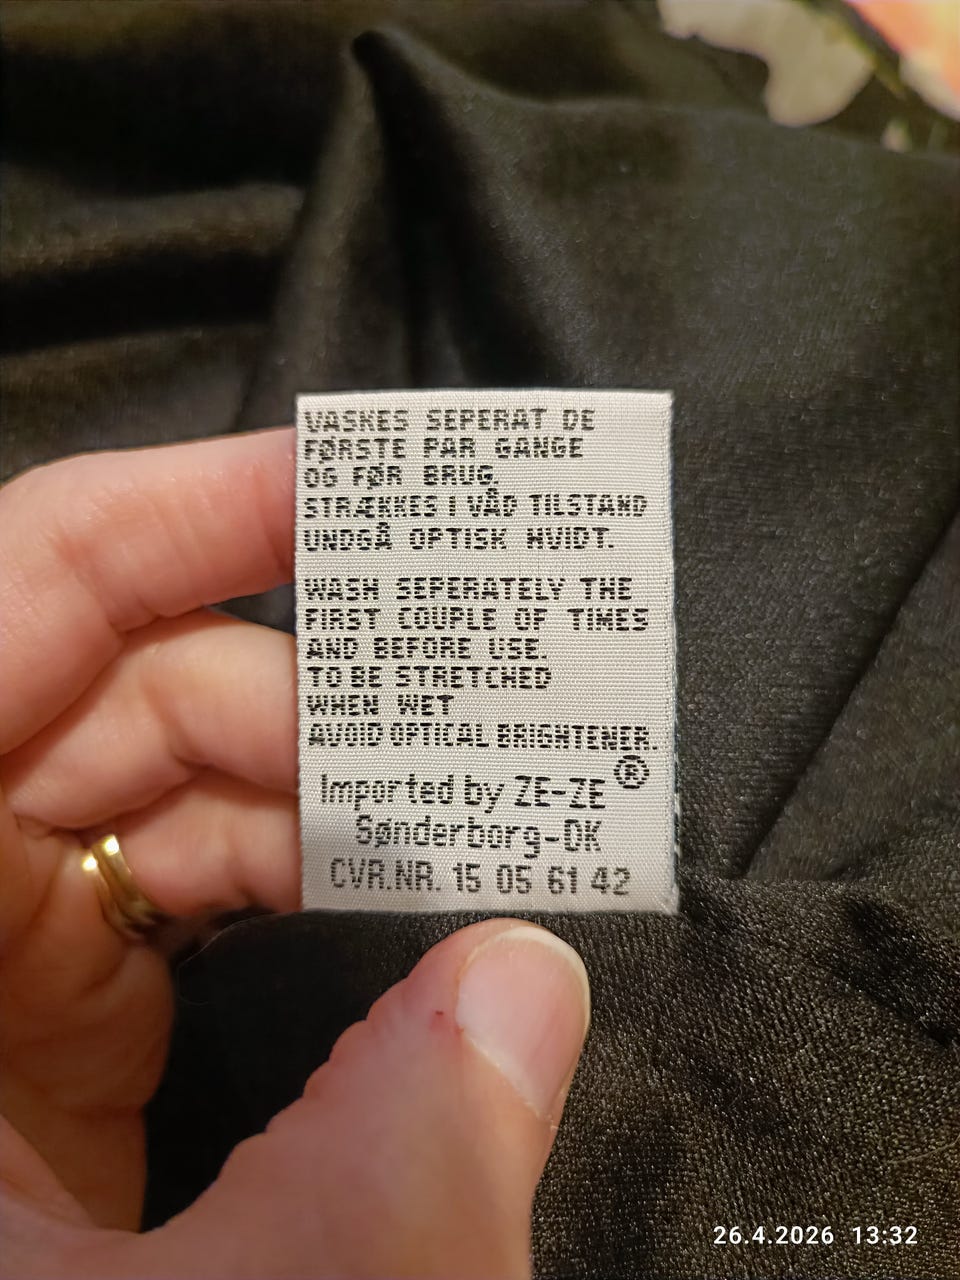 VASKES SEPERAT DE
FØRSTE PAR GANGE
OG FØR BRUG.
STRÆKKES I VÅD TILSTAND
UNDGÅ OPTISK HVIDT.
WASH SEPERATELY THE
FIRST COUPLE OF TIMES
AND BEFORE USE
TO BE STRETCHED
WHEN WET
AVOID OPTICAL BRIGHTENER.
Imported by ZE-ZE®
Sønderborg-DK
CVR.NR. 15 05 61 42
26.4.2026 13:32